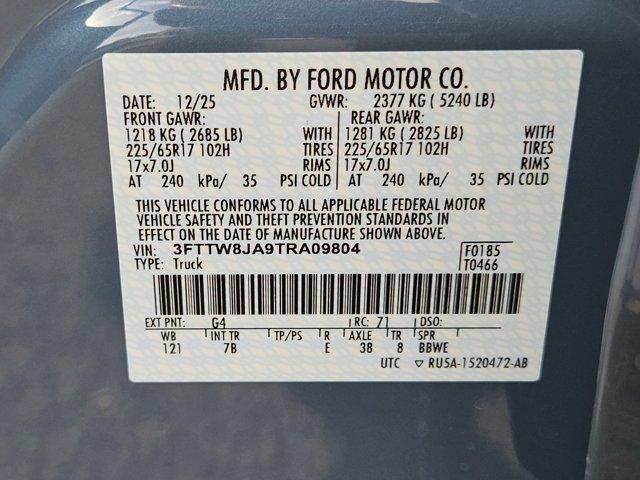 MFD. BY FORD MOTOR CO.
DATE: 12/25 GVWR: 2377 KG ( 5240 LB)
FRONT GAWR: REAR GAWR:
1218 KG ( 2685 LB) WITH 1281 KG ( 2825 LB) WITH
225/65R17 102H TIRES 225/65R17 102H TIRES
17x7.0J RIMS 17x7.0J RIMS
AT 240 kPa/ 35 PSI COLD AT 240 kPa/ 35 PSI COLD
THIS VEHICLE CONFORMS TO ALL APPLICABLE FEDERAL MOTOR
VEHICLE SAFETY AND THEFT PREVENTION STANDARDS IN
EFFECT ON THE DATE OF MANUFACTURE SHOWN ABOVE.
VIN: 3FTTW8JA9TRA09804 F0185
TYPE: Truck T0466
EXT PNT: G4 RC: 71 DSO:
WB INT TR TP/PS R AXLE TR SPR
121 7B E 38 8 BBWE
UTC ▽ RU5A-1520472-AB